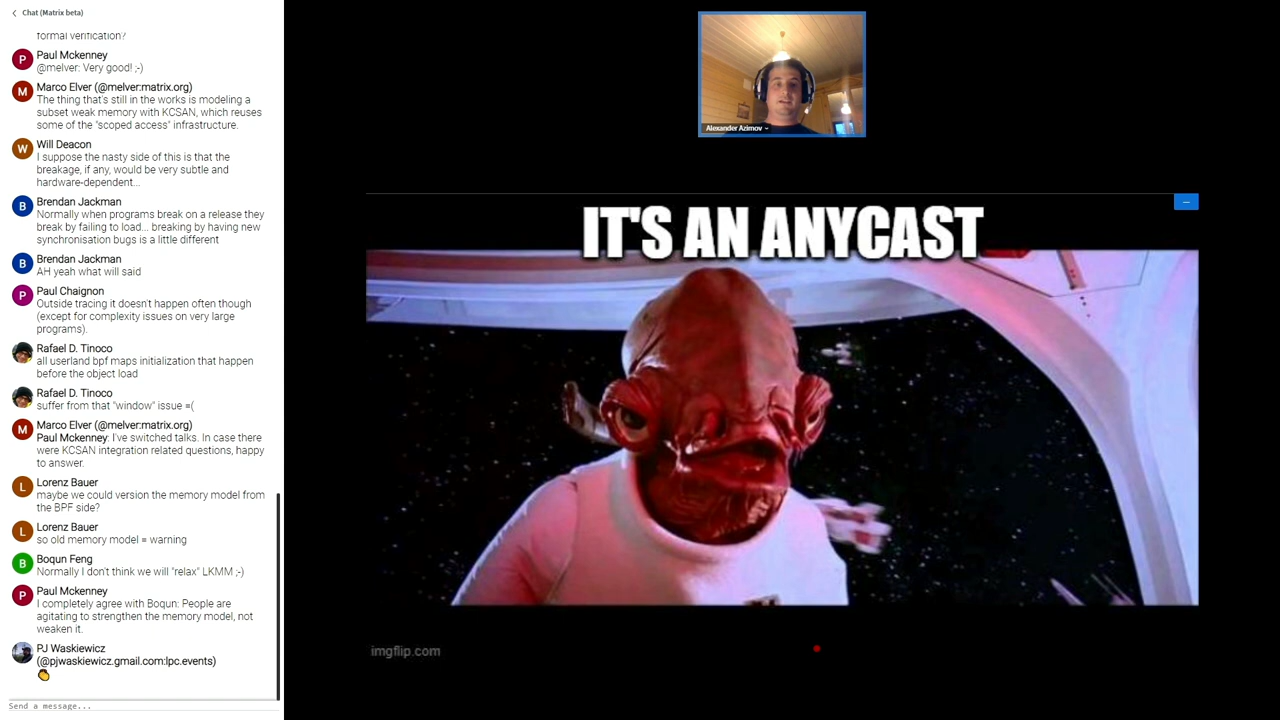 Chat (Matrix beta)
formal verification?
Paul Mckenney
@melver: Very good! ;-)
Marco Elver (@melver:matrix.org)
The thing that's still in the works is modeling a
subset weak memory with KCSAN, which reuses
some of the "scoped access" infrastructure.
Will Deacon
I suppose the nasty side of this is that the
breakage, if any, would be very subtle and
hardware-dependent...
Brendan Jackman
Normally when programs break on a release they
break by failing to load... breaking by having new
synchronisation bugs is a little different
Brendan Jackman
AH yeah what will said
Paul Chaignon
Outside tracing it doesn't happen often though
(except for complexity issues on very large
programs).
Rafael D. Tinoco
all userland bpf maps initialization that happen
before the object load
Rafael D. Tinoco
suffer from that "window" issue =(
Marco Elver (@melver:matrix.org)
Paul Mckenney: I've switched talks. In case there
were KCSAN integration related questions, happy
to answer.
Lorenz Bauer
maybe we could version the memory model from
the BPF side?
Lorenz Bauer
so old memory model = warning
Boqun Feng
Normally I don't think we will "relax" LKMM ;-)
Paul Mckenney
I completely agree with Boqun: People are
agitating to strengthen the memory model, not
weaken it.
PJ Waskiewicz
(@pjwaskiewicz.gmail.com:lpc.events)
Send a message...
P
M
W
B
B
P
M
L
L
B
P
Alexander Azimov
IT'S AN ANYCAST
imgflip.com